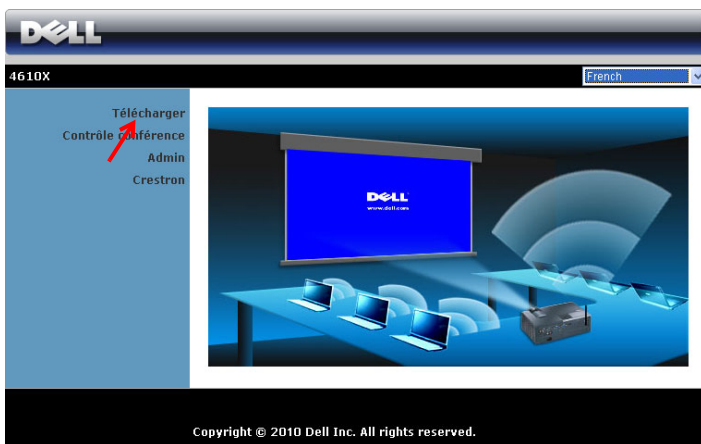 DELL
4610X
French
Télécharger
Contrôle conférence
Admin
Crestron
DELL
www.dell.com
Copyright © 2010 Dell Inc. All rights reserved.